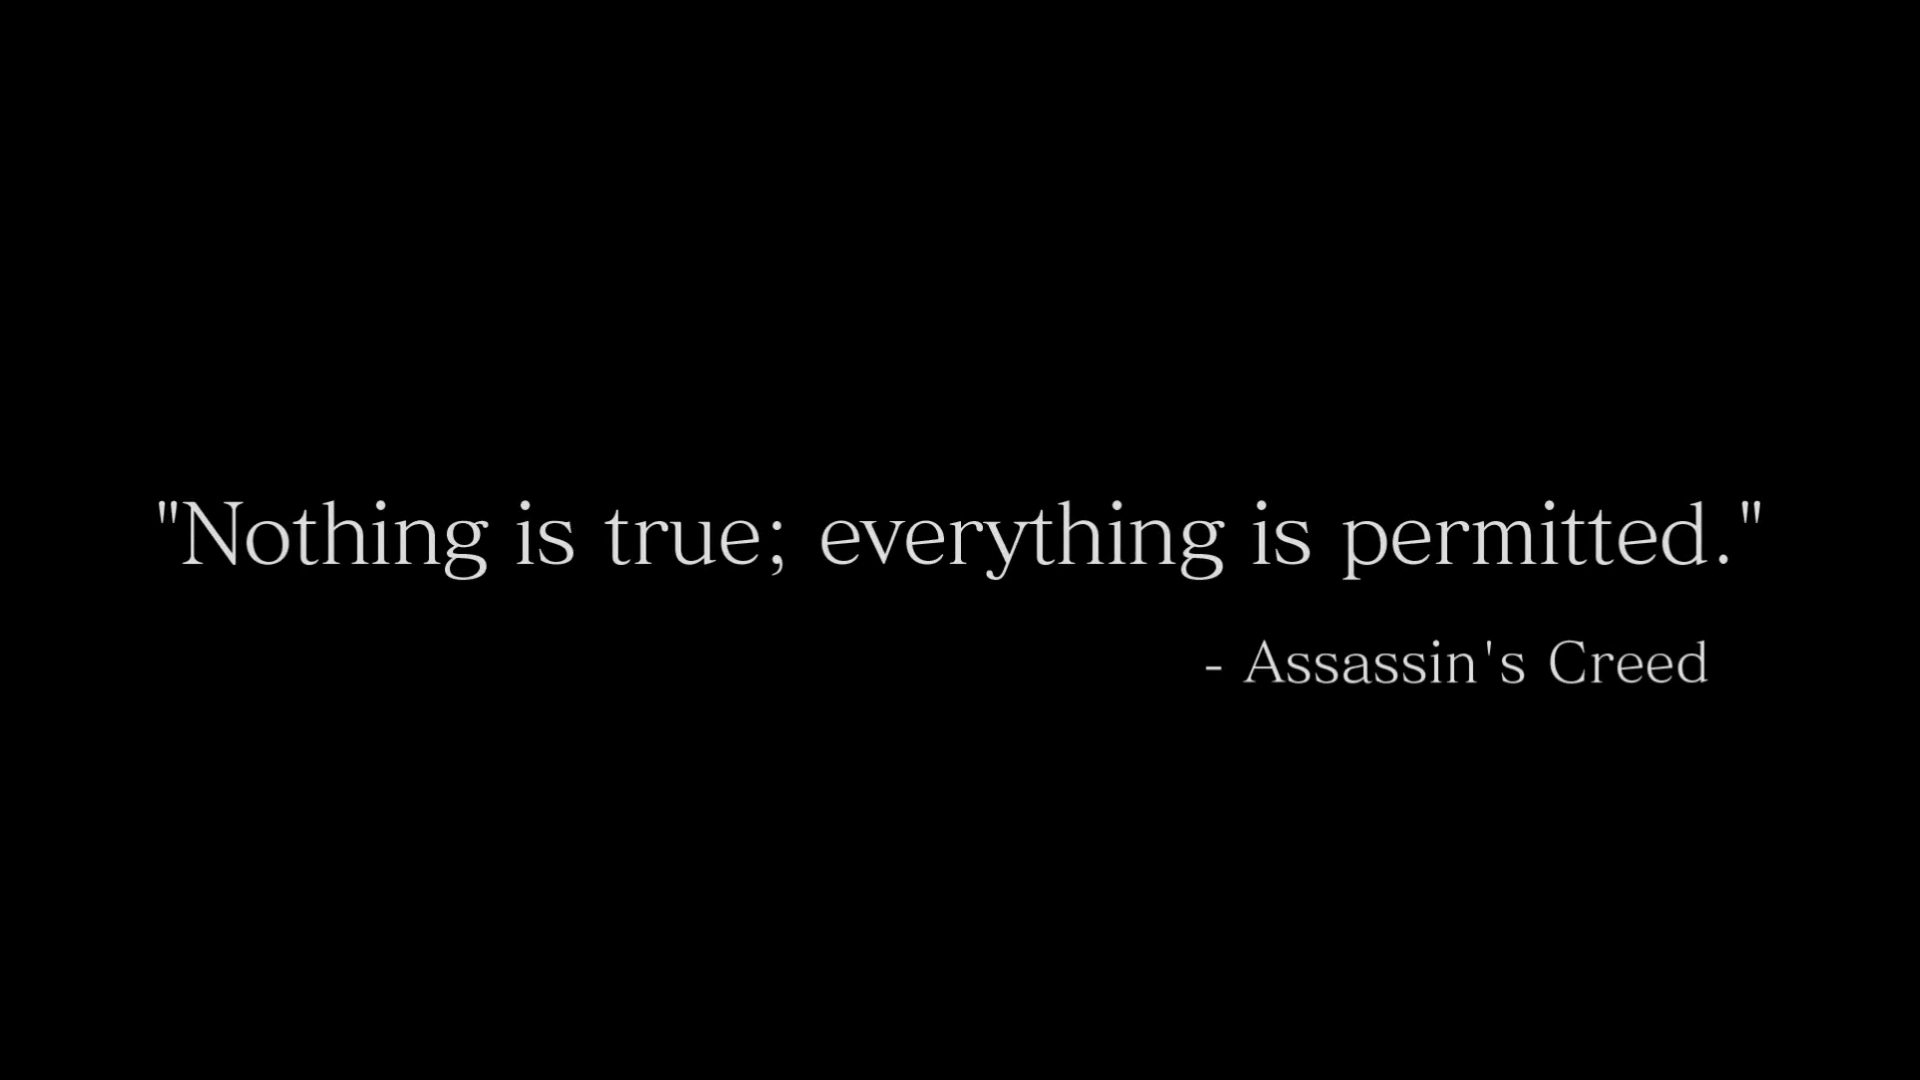 "Nothing is true; everything is permitted."
- Assassin's Creed